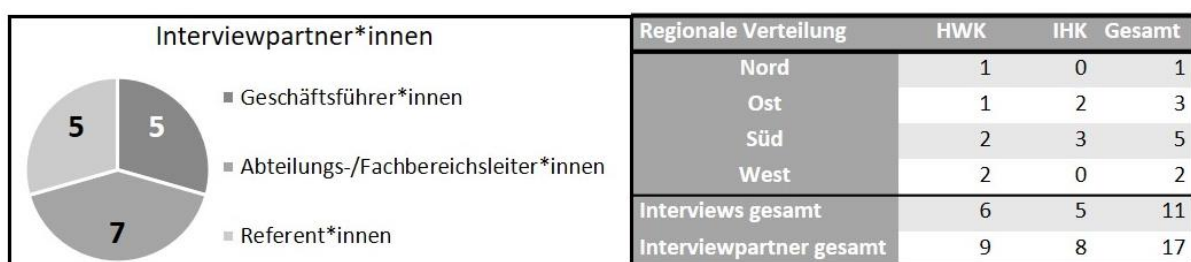 Interviewpartner*innen
5 5
7
Geschäftsführer*innen
Abteilungs-/Fachbereichsleiter*innen
Referent*innen
Regionale Verteilung HWK IHK Gesamt
Nord 1 0 1
Ost 1 2 3
Süd 2 3 5
West 2 0 2
Interviews gesamt 6 5 11
Interviewpartner gesamt 9 8 17